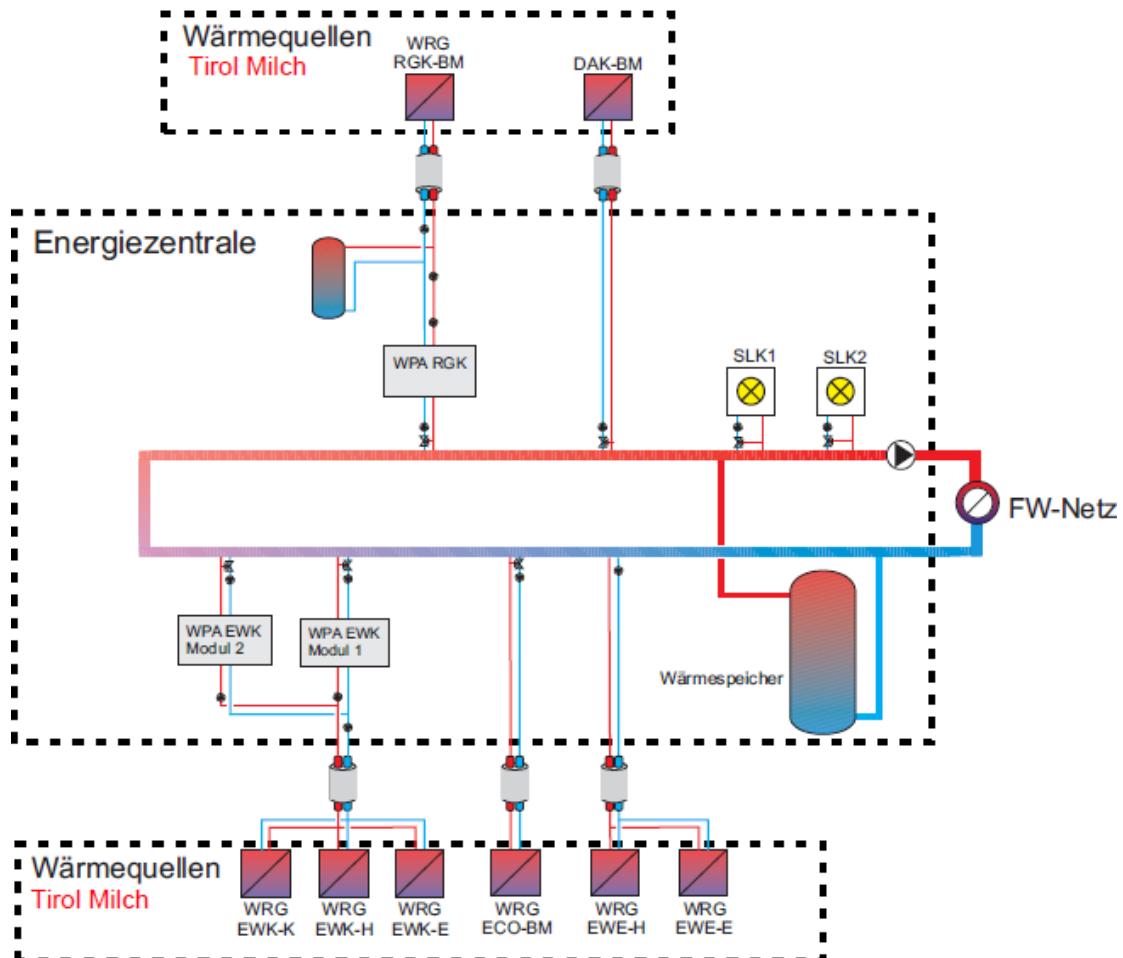 Wärmequellen
Tirol Milch
WRG
RGK-BM
DAK-BM
Energiezentrale
WPA RGK
SLK1
SLK2
FW-Netz
WPA EWK
Modul 2
WPA EWK
Modul 1
Wärmespeicher
Wärmequellen
Tirol Milch
WRG
EWK-K
WRG
EWK-H
WRG
EWK-E
WRG
ECO-BM
WRG
EWE-H
WRG
EWE-E